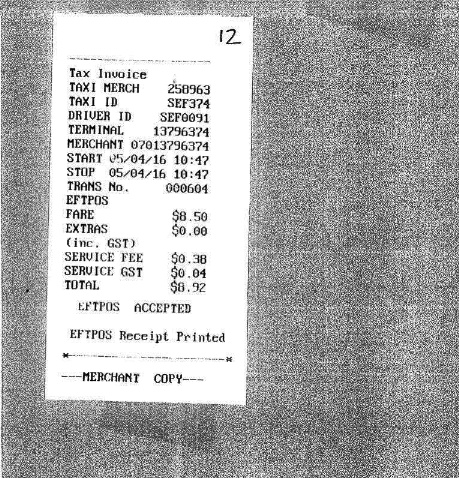 12
Tax Invoice
TAXI MERCH 258963
TAXI ID SEF374
DRIVER ID SEF0091
TERMINAL 13796374
MERCHANT 07013796374
START 05/04/16 10:47
STOP 05/04/16 10:47
TRANS No. 000604
EFTPOS
FARE $8.50
EXTRAS $0.00
(inc. GST)
SERVICE FEE $0.38
SERVICE GST $0.04
TOTAL $8.92
EFTPOS ACCEPTED
EFTPOS Receipt Printed
*--------------------*
---MERCHANT COPY---